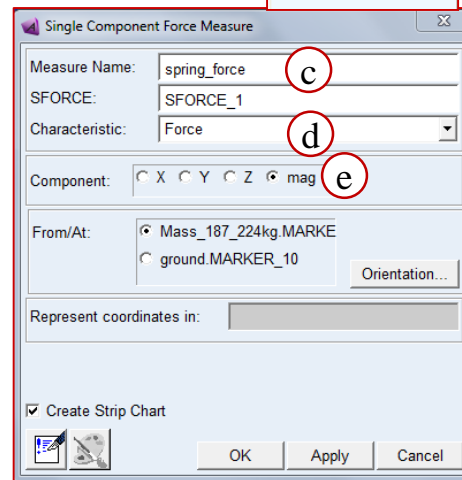 Single Component Force Measure
Measure Name: spring_force c
SFORCE: SFORCE_1
Characteristic: Force d
Component: X Y Z mag e
From/At: Mass_187_224kg.MARKE
ground.MARKER_10
Orientation...
Represent coordinates in:
Create Strip Chart
OK Apply Cancel